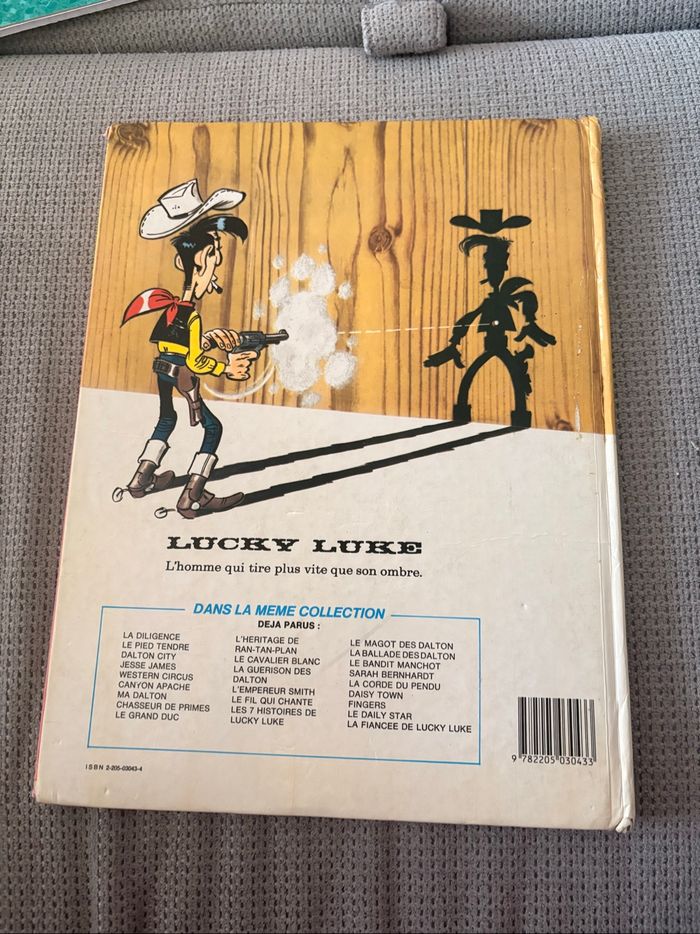 LUCKY LUKE
L'homme qui tire plus vite que son ombre.
DANS LA MEME COLLECTION
DEJA PARUS :
LA DILIGENCE
LE PIED TENDRE
DALTON CITY
JESSE JAMES
WESTERN CIRCUS
CANYON APACHE
MA DALTON
CHASSEUR DE PRIMES
LE GRAND DUC
L'HERITAGE DE
RAN-TAN-PLAN
LE CAVALIER BLANC
LA GUERISON DES
DALTON
L'EMPEREUR SMITH
LE FIL QUI CHANTE
LES 7 HISTOIRES DE
LUCKY LUKE
LE MAGOT DES DALTON
LA BALLADE DES DALTON
LE BANDIT MANCHOT
SARAH BERNHARDT
LA CORDE DU PENDU
DAISY TOWN
FINGERS
LE DAILY STAR
LA FIANCEE DE LUCKY LUKE
ISBN 2-205-03043-4
9 782205 030433